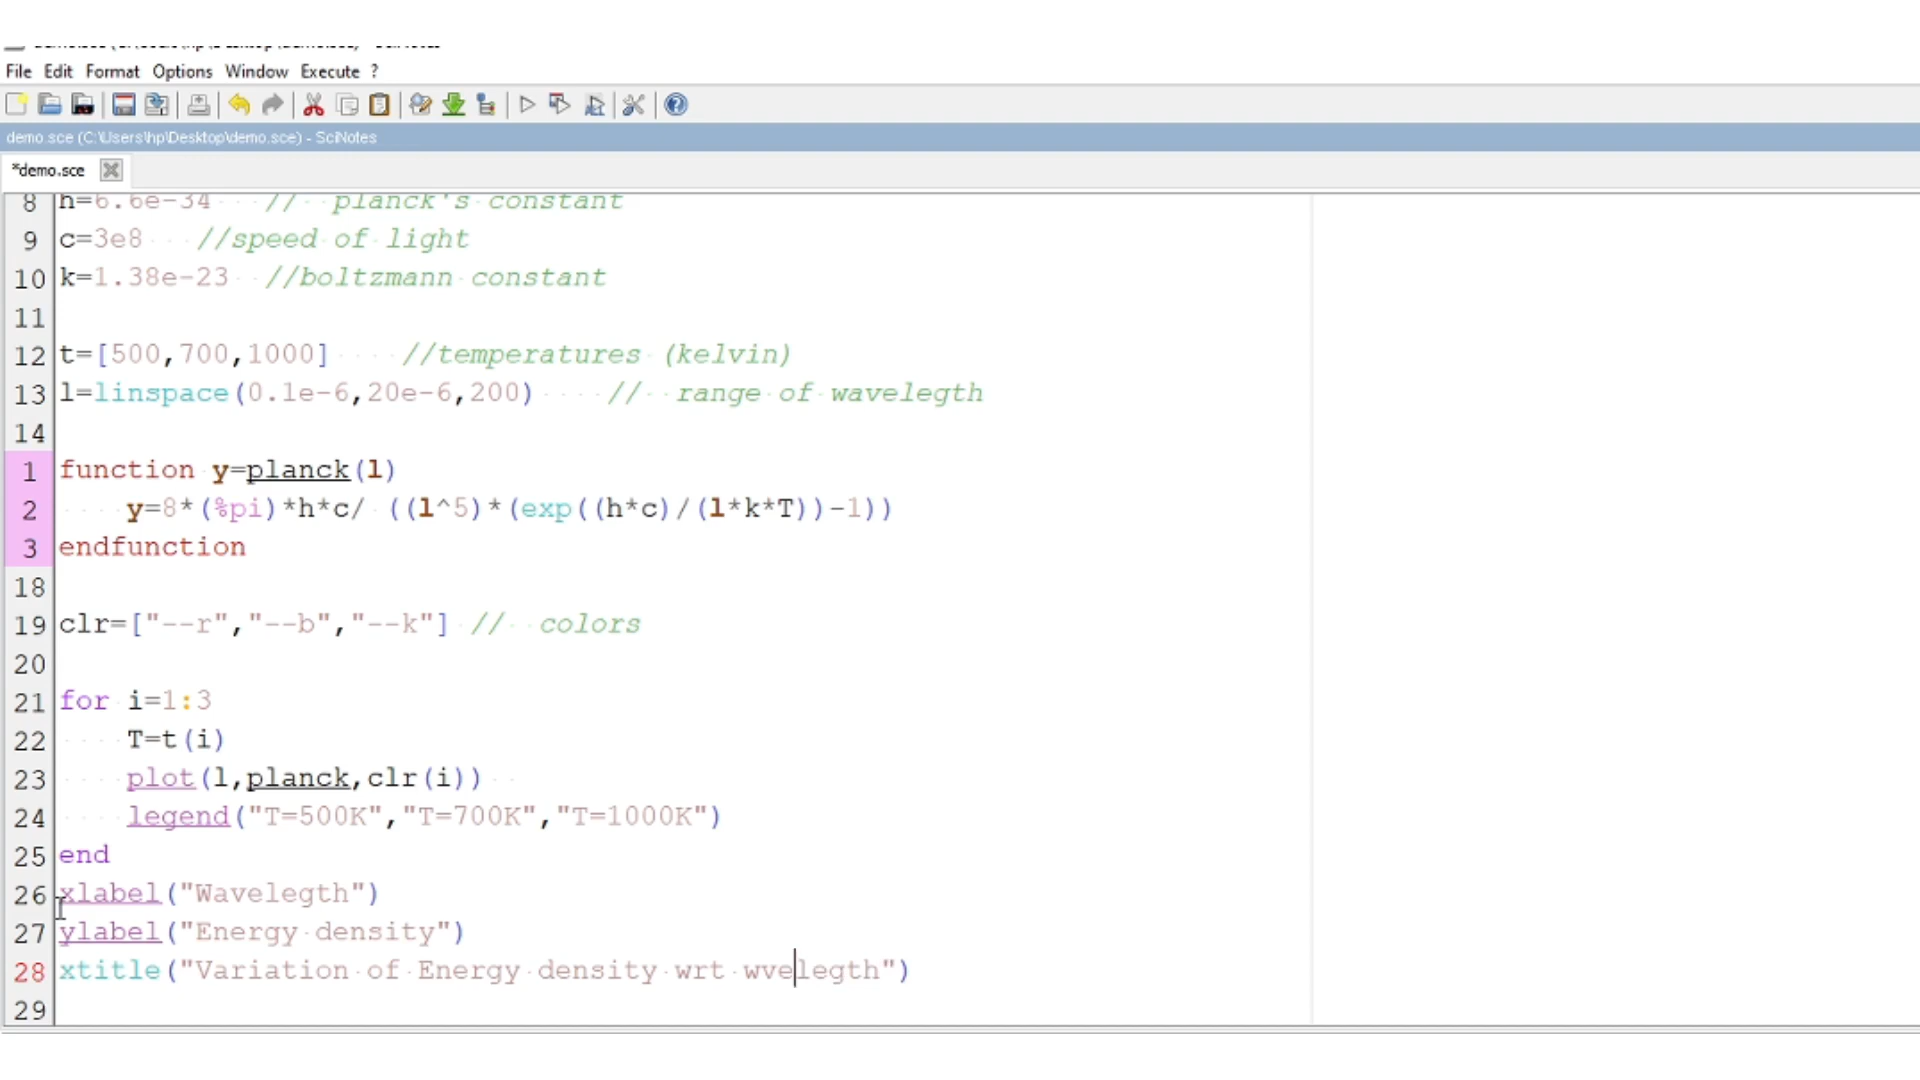 File Edit Format Options Window Execute ?
demo.sce (C:\Users\hp\Desktop\demo.sce) - SciNotes
*demo.sce
8 h=6.6e-34 // planck's constant
9 c=3e8 //speed of light
10 k=1.38e-23 //boltzmann constant
11
12 t=[500,700,1000] //temperatures (kelvin)
13 l=linspace(0.1e-6,20e-6,200) // range of wavelegth
14
1 function y=planck(l)
2 y=8*(%pi)*h*c/ ((l^5)*(exp((h*c)/(l*k*T))-1))
3 endfunction
18
19 clr=["--r","--b","--k"] // colors
20
21 for i=1:3
22 T=t(i)
23 plot(l,planck,clr(i))
24 legend("T=500K","T=700K","T=1000K")
25 end
26 xlabel("Wavelegth")
27 ylabel("Energy density")
28 xtitle("Variation of Energy density wrt wvelegth")
29